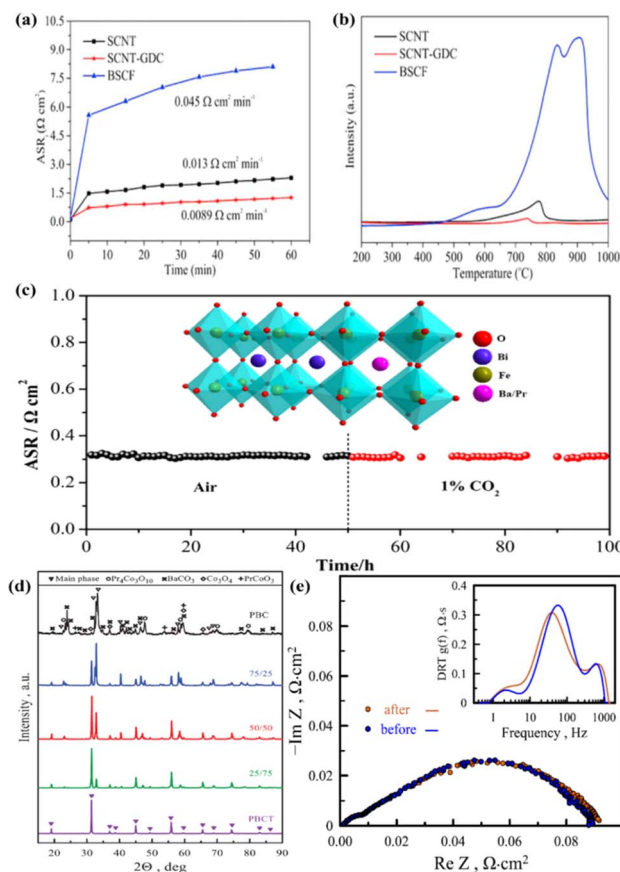 (a)
10.5
9.0
7.5
6.0
4.5
3.0
1.5
0.0
ASR (Ω cm²)
SCNT
SCNT-GDC
BSCF
0.045 Ω cm² min⁻¹
0.013 Ω cm² min⁻¹
0.0089 Ω cm² min⁻¹
0 10 20 30 40 50 60
Time (min)
(b)
Intensity (a.u.)
SCNT
SCNT-GDC
BSCF
200 300 400 500 600 700 800 900 1000
Temperature (°C)
(c)
1.0
0.8
0.6
0.4
0.2
0.0
ASR / Ω cm²
O
Bi
Fe
Ba/Pr
Air
1% CO₂
0 20 40 60 80 100
Time/h
(d)
Main phase Pr₄Co₃O₁₀ BaCO₃ Co₃O₄ PrCoO₃
PBC
75/25
50/50
25/75
PBCT
Intensity , a.u.
20 30 40 50 60 70 80 90
2Θ , deg
(e)
0.08
0.06
0.04
0.02
0
−Im Z , Ω·cm²
after
before
0.4
0.3
0.2
0.1
0
DRT g(f) , Ω·s
1 10 100 1000
Frequency , Hz
0.00 0.02 0.04 0.06 0.08 0.10
Re Z , Ω·cm²